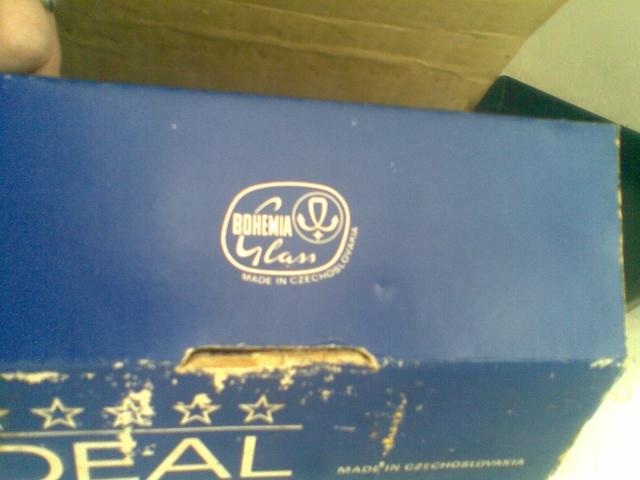 BOHEMIA
Glass
MADE IN CZECHOSLOVAKIA
DEAL
MADE IN CZECHOSLOVAKIA